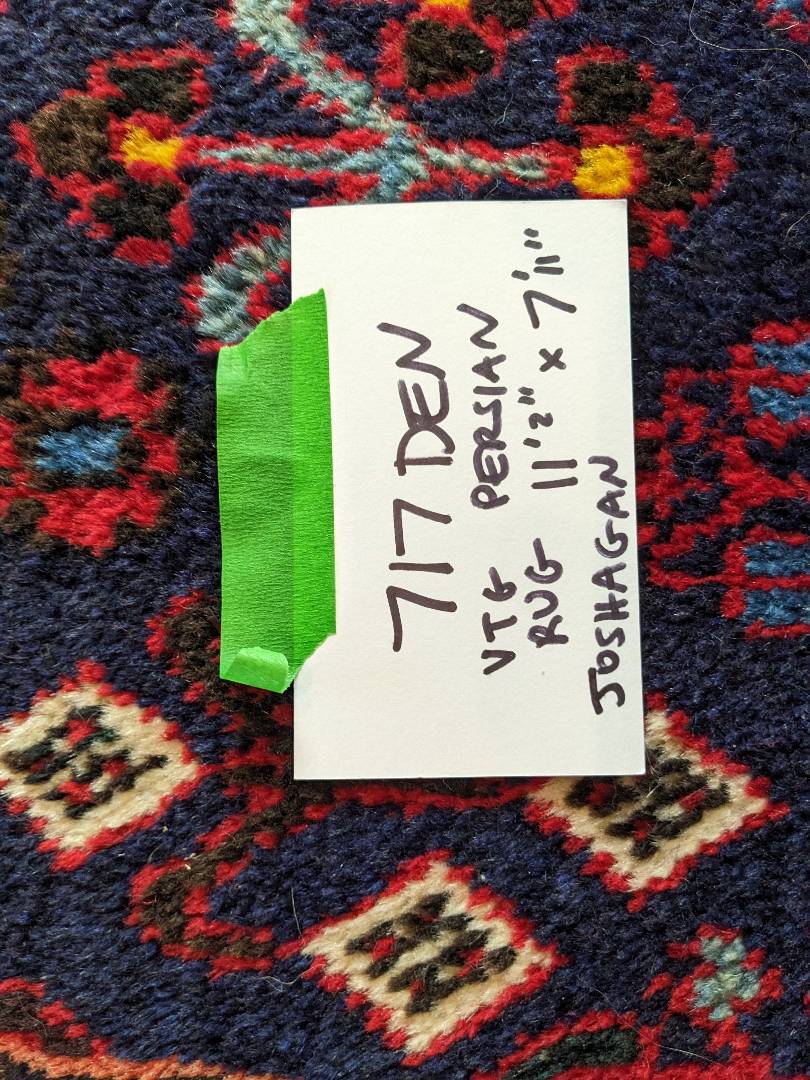 717 DEN
VTG PERSIAN
RUG 11'2" x 7'11"
JOSHAGAN